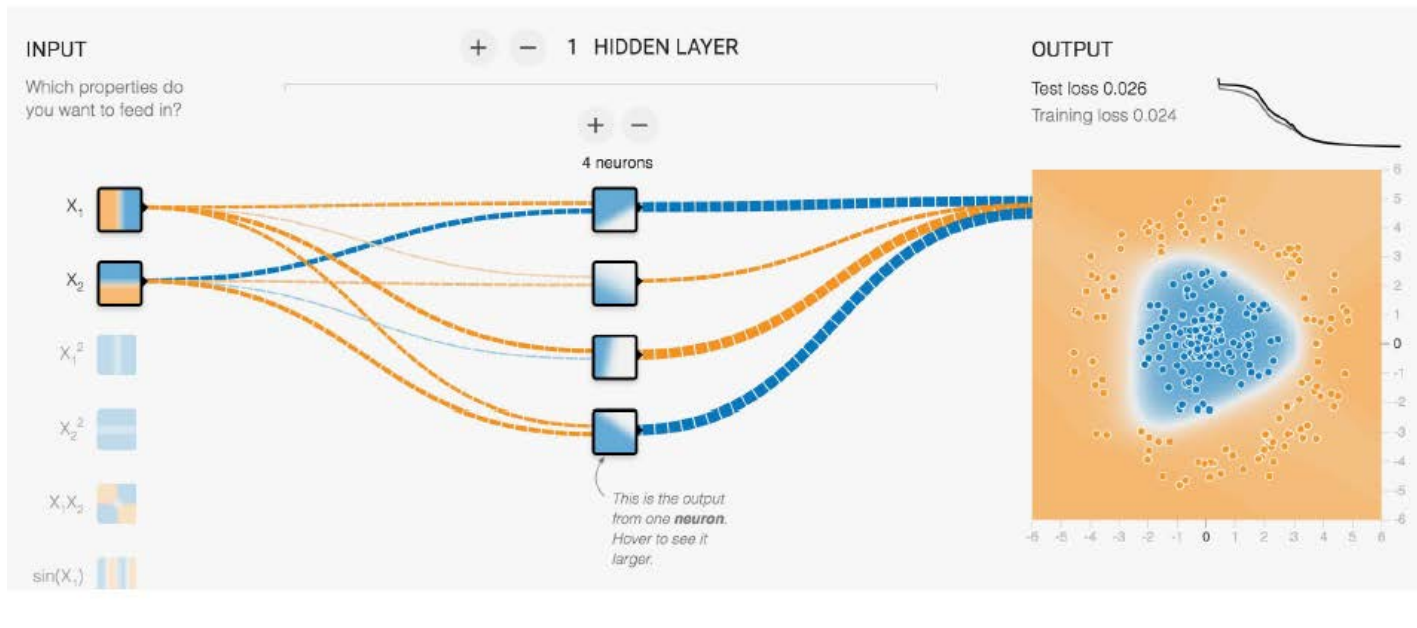 INPUT
Which properties do
you want to feed in?
+ − 1 HIDDEN LAYER
+ −
4 neurons
OUTPUT
Test loss 0.026
Training loss 0.024
X₁
X₂
X₁²
X₂²
X₁X₂
sin(X₁)
This is the output
from one neuron.
Hover to see it
larger.
6
5
4
3
2
1
0
-1
-2
-3
-4
-5
-6
-6 -5 -4 -3 -2 -1 0 1 2 3 4 5 6